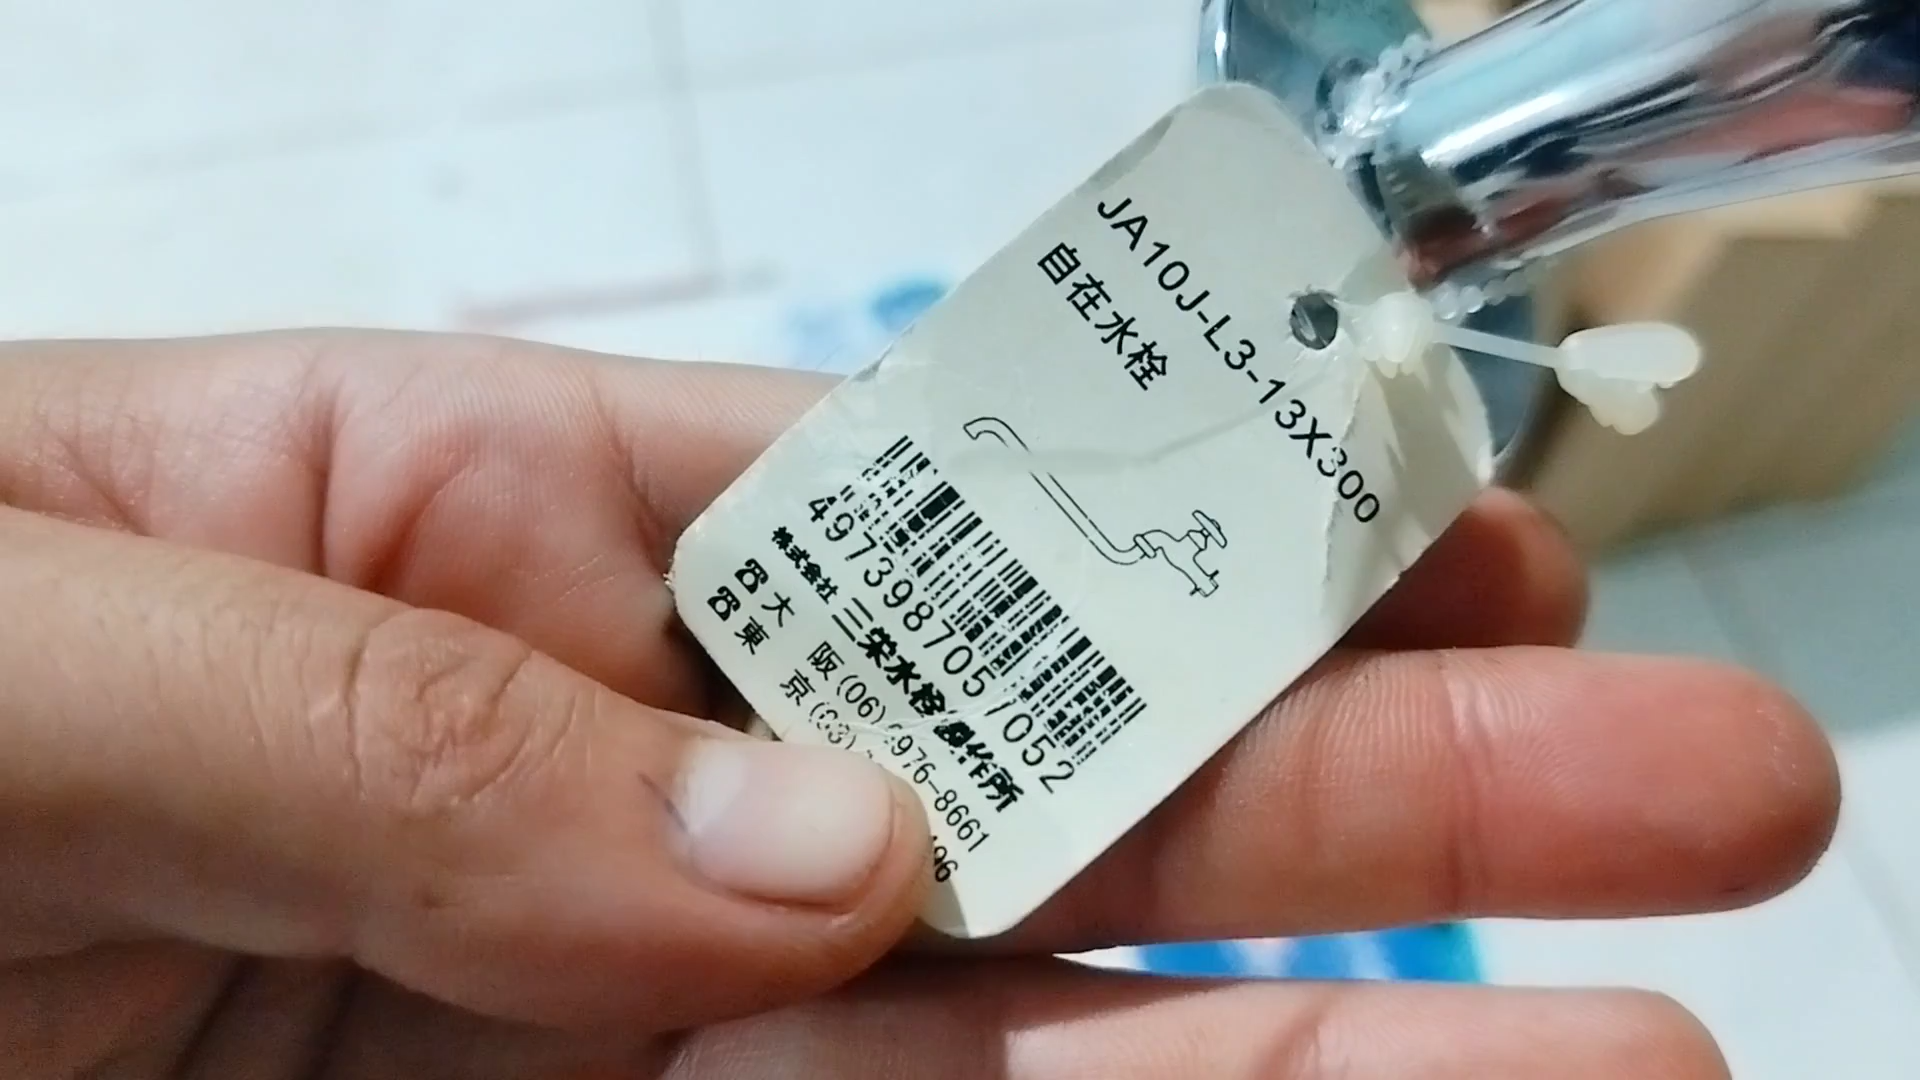 JA10J-L3-13X300
自在水栓
4973987057052
株式会社 三栄水栓製作所
☎大 阪(06) 976-8661
☎東 京(03) 96